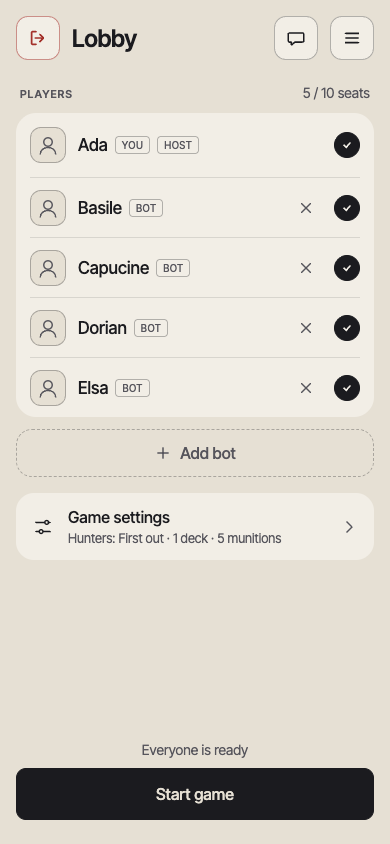 Lobby
PLAYERS
5 / 10 seats
Ada YOU HOST
Basile BOT
Capucine BOT
Dorian BOT
Elsa BOT
Add bot
Game settings
Hunters: First out · 1 deck · 5 munitions
Everyone is ready
Start game